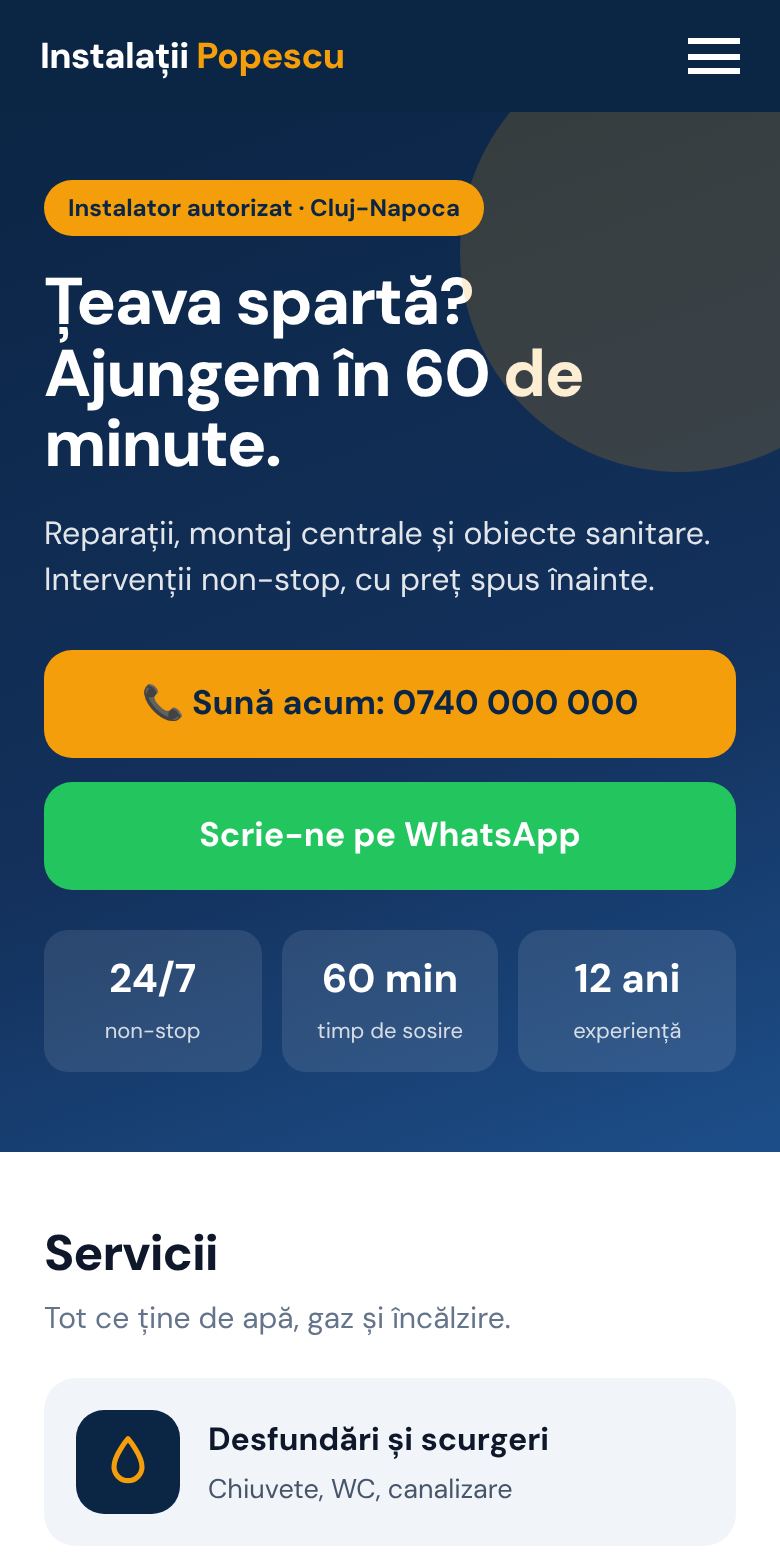 Instalații Popescu
Instalator autorizat · Cluj-Napoca
Țeava spartă?
Ajungem în 60 de
minute.
Reparații, montaj centrale și obiecte sanitare.
Intervenții non-stop, cu preț spus înainte.
📞 Sună acum: 0740 000 000
Scrie-ne pe WhatsApp
24/7 60 min 12 ani
non-stop timp de sosire experiență
Servicii
Tot ce ține de apă, gaz și încălzire.
Desfundări și scurgeri
Chiuvete, WC, canalizare